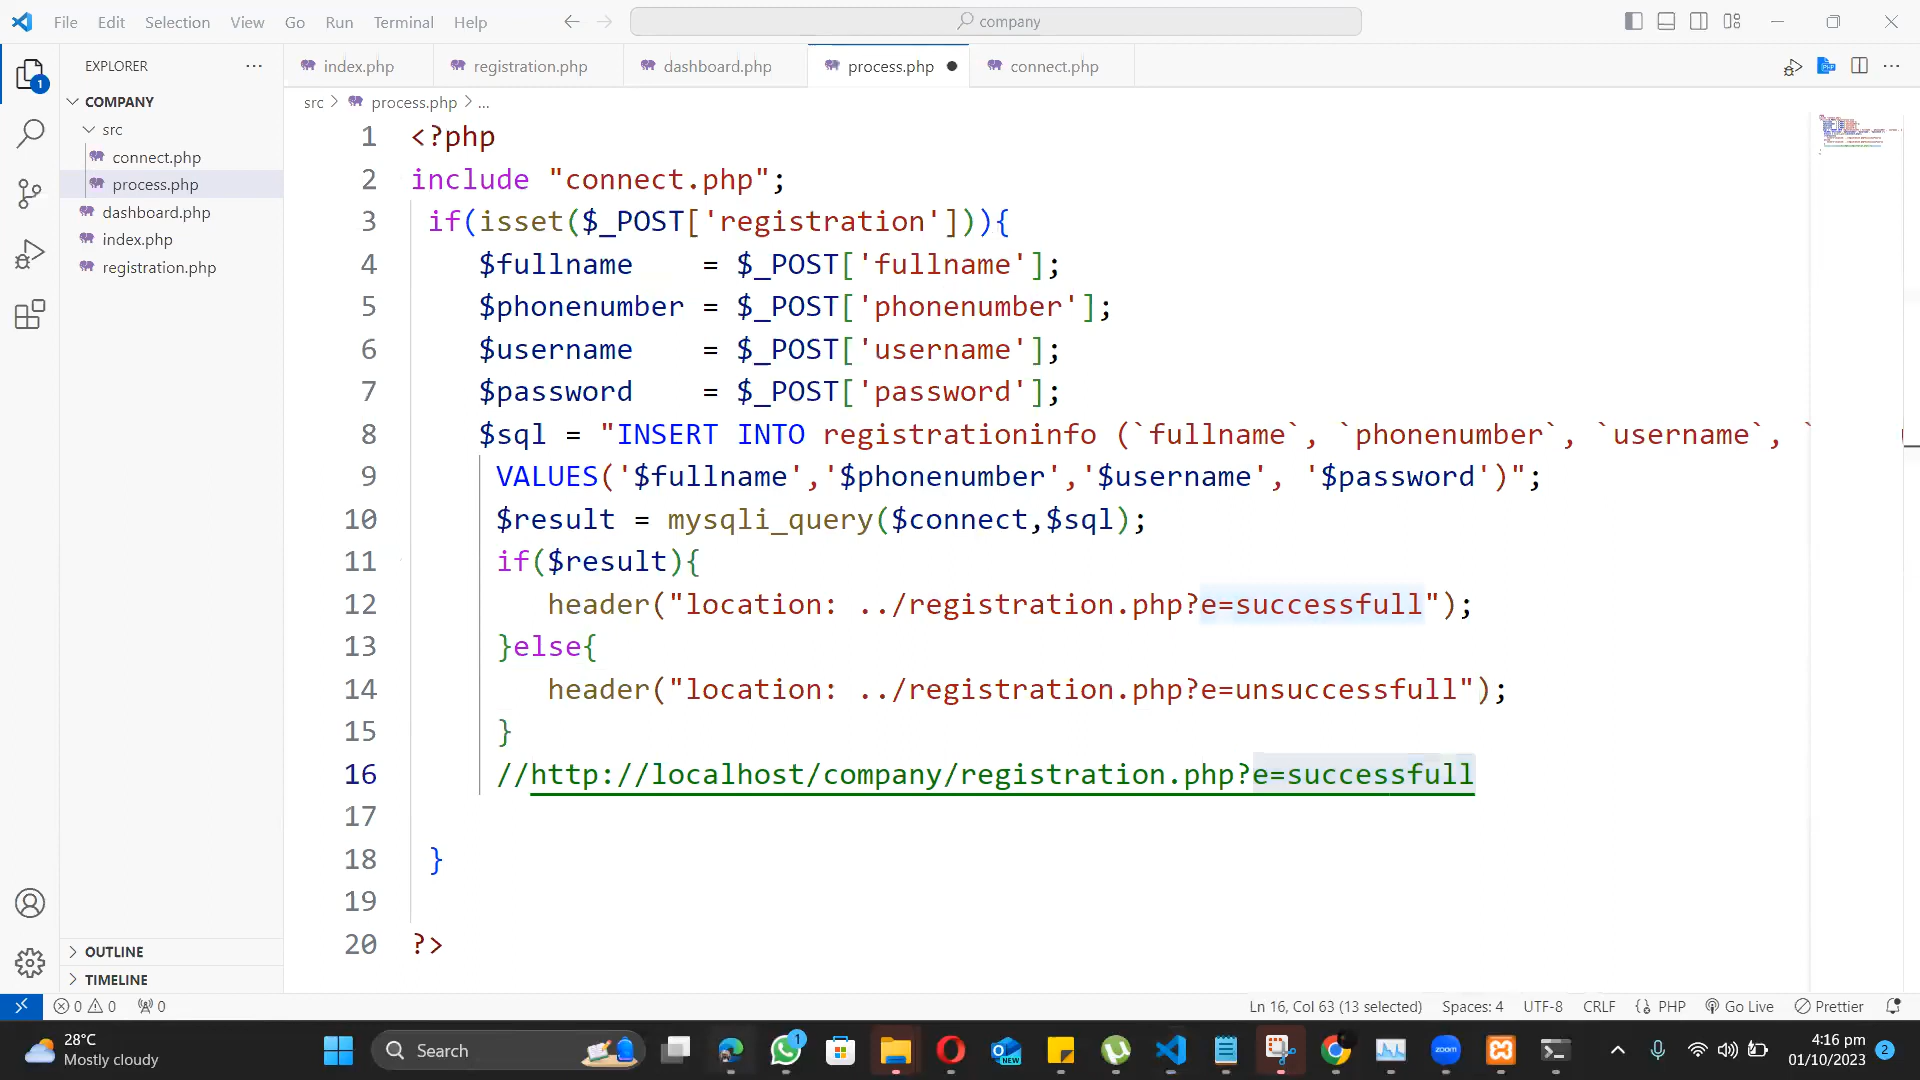 File Edit Selection View Go Run Terminal Help
company
EXPLORER
index.php
registration.php
dashboard.php
process.php
connect.php
COMPANY
src
connect.php
process.php
dashboard.php
index.php
registration.php
src > process.php > ...
1 <?php
2 include "connect.php";
3 if(isset($_POST['registration'])){
4 $fullname = $_POST['fullname'];
5 $phonenumber = $_POST['phonenumber'];
6 $username = $_POST['username'];
7 $password = $_POST['password'];
8 $sql = "INSERT INTO registrationinfo (`fullname`, `phonenumber`, `username`, `
9 VALUES('$fullname','$phonenumber','$username', '$password')";
10 $result = mysqli_query($connect,$sql);
11 if($result){
12 header("location: ../registration.php?e=successfull");
13 }else{
14 header("location: ../registration.php?e=unsuccessfull");
15 }
16 //http://localhost/company/registration.php?e=successfull
17
18 }
19
20 ?>
OUTLINE
TIMELINE
0 0 0
Ln 16, Col 63 (13 selected) Spaces: 4 UTF-8 CRLF PHP Go Live Prettier
28°C
Mostly cloudy
Search
1
NEW
zoom
4:16 pm
01/10/2023
2